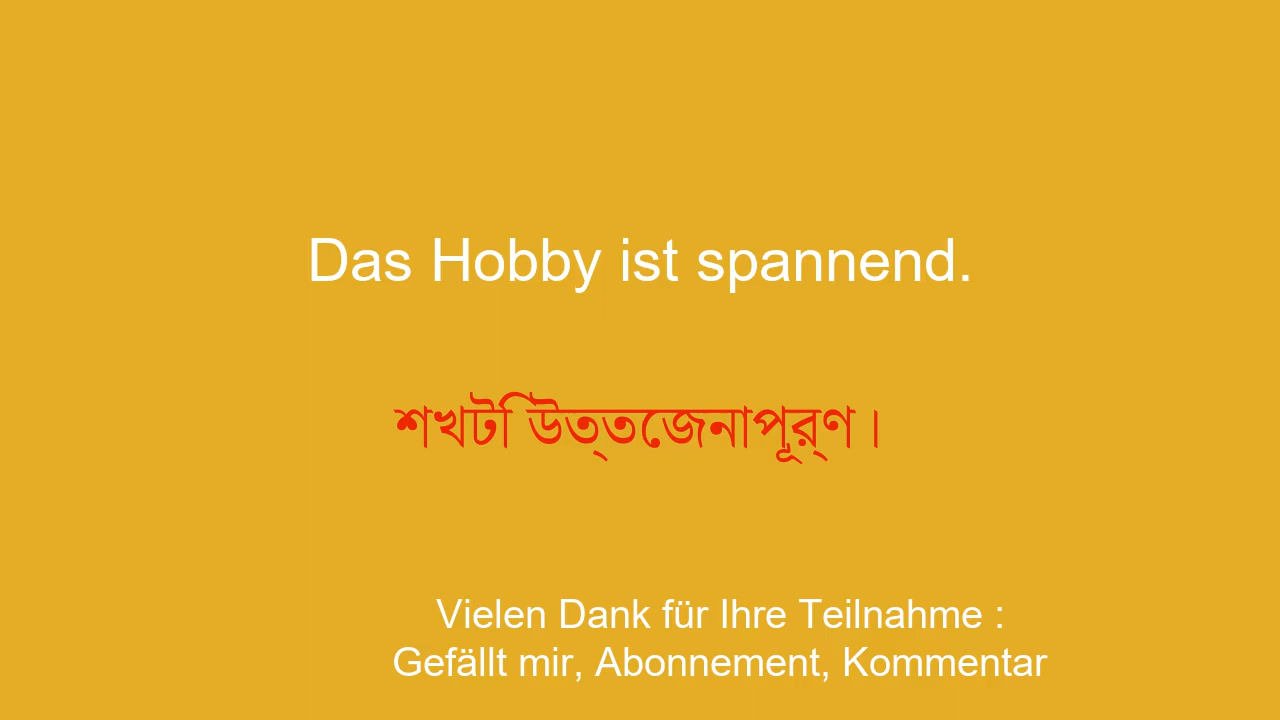 Das Hobby ist spannend.
শখটি উত্তেজনাপূর্ণ।
Vielen Dank für Ihre Teilnahme :
Gefällt mir, Abonnement, Kommentar